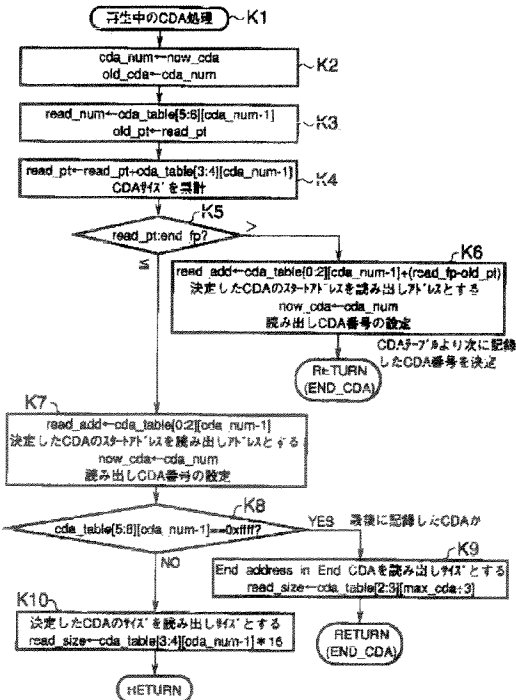 再生中のCDA処理
K1
cda_num←now_cda
old_cda←cda_num
K2
read_num←cda_table[5:6][cda_num-1]
old_pt←read_pt
K3
read_pt←read_pt+cda_table[3:4][cda_num-1]
CDAサイズを累計
K4
K5
read_pt:end_fp?
>
≦
K6
read_add←cda_table[0:2][cda_num-1]+(read_fp-old_pt)
決定したCDAのスタートアドレスを読み出しアドレスとする
now_cda←cda_num
読み出しCDA番号の設定
CDAテーブルより次に記録
したCDA番号を決定
RETURN
(END_CDA)
K7
read_add←cda_table[0:2][cda_num-1]
決定したCDAのスタートアドレスを読み出しアドレスとする
now_cda←cda_num
読み出しCDA番号の設定
K8
cda_table[5:6][cda_num-1]==0xffff?
YES
最後に記録したCDAか
NO
K9
End address in End CDAを読み出しサイズとする
read_size←cda_table[2:3][max_cda+3]
RETURN
(END_CDA)
K10
決定したCDAのサイズを読み出しサイズとする
read_size←cda_table[3:4][cda_num-1]*16
RETURN